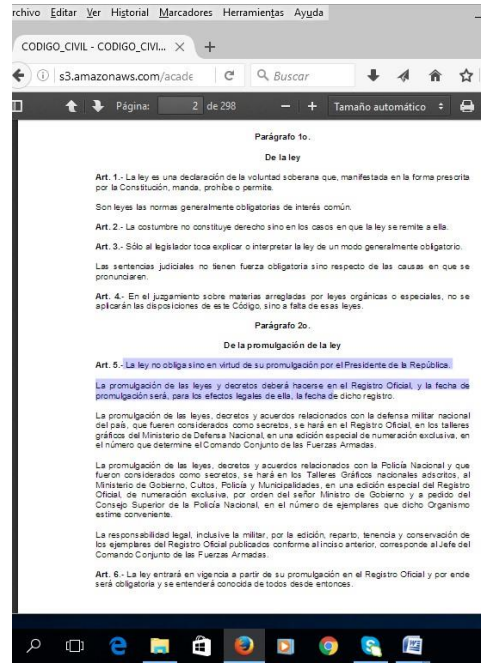 rchivo Editar Ver Historial Marcadores Herramientas Ayuda
CODIGO_CIVIL - CODIGO_CIVI...
s3.amazonaws.com/acade
Buscar
Página: 2 de 298
Tamaño automático
Parágrafo 1o.
De la ley
Art. 1.- La ley es una declaración de la voluntad soberana que, manifestada en la forma prescrita
por la Constitución, manda, prohíbe o permite.
Son leyes las normas generalmente obligatorias de interés común.
Art. 2.- La costumbre no constituye derecho sino en los casos en que la ley se remite a ella.
Art. 3.- Sólo al legislador toca explicar o interpretar la ley de un modo generalmente obligatorio.
Las sentencias judiciales no tienen fuerza obligatoria sino respecto de las causas en que se
pronunciaren.
Art. 4.- En el juzgamiento sobre materias arregladas por leyes orgánicas o especiales, no se
aplicarán las disposiciones de este Código, sino a falta de esas leyes.
Parágrafo 2o.
De la promulgación de la ley
Art. 5.- La ley no obliga sino en virtud de su promulgación por el Presidente de la República.
La promulgación de las leyes y decretos deberá hacerse en el Registro Oficial, y la fecha de
promulgación será, para los efectos legales de ella, la fecha de dicho registro.
La promulgación de las leyes, decretos y acuerdos relacionados con la defensa militar nacional
del país, que fueren considerados como secretos, se hará en el Registro Oficial, en los talleres
gráficos del Ministerio de Defensa Nacional, en una edición especial de numeración exclusiva, en
el número que determine el Comando Conjunto de las Fuerzas Armadas.
La promulgación de las leyes, decretos y acuerdos relacionados con la Policía Nacional y que
fueron considerados como secretos, se hará en los Talleres Gráficos nacionales adscritos, al
Ministerio de Gobierno, Cultos, Policía y Municipalidades, en una edición especial del Registro
Oficial, de numeración exclusiva, por orden del señor Ministro de Gobierno y a pedido del
Consejo Superior de la Policía Nacional, en el número de ejemplares que dicho Organismo
estime conveniente.
La responsabilidad legal, inclusive la militar, por la edición, reparto, tenencia y conservación de
los ejemplares del Registro Oficial publicados conforme al inciso anterior, corresponde al Jefe del
Comando Conjunto de las Fuerzas Armadas.
Art. 6.- La ley entrará en vigencia a partir de su promulgación en el Registro Oficial y por ende
será obligatoria y se entenderá conocida de todos desde entonces.